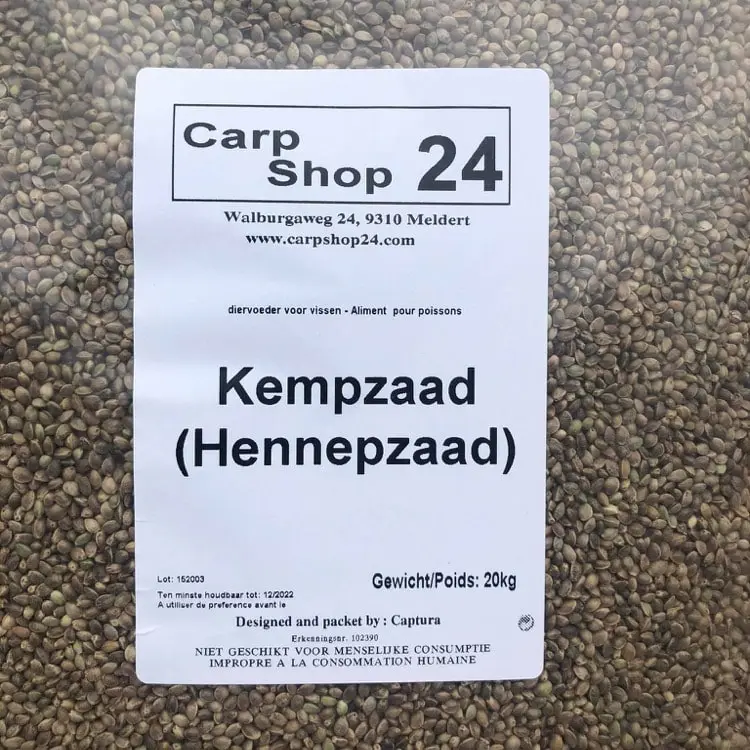 Carp
Shop 24
Walburgaweg 24, 9310 Meldert
www.carpshop24.com
diervoeder voor vissen - Aliment pour poissons
Kempzaad
(Hennepzaad)
Lot: 152003
Gewicht/Poids: 20kg
Ten minste houdbaar tot: 12/2022
A utiliser de preference avant le
Designed and packet by : Captura
Erkenningsnr. 102390
NIET GESCHIKT VOOR MENSELIJKE CONSUMPTIE
IMPROPRE A LA CONSOMMATION HUMAINE